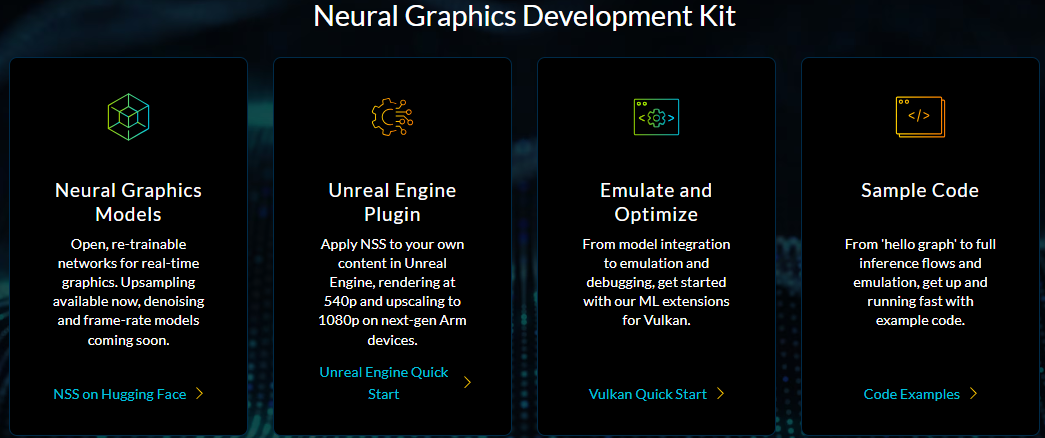 Neural Graphics Development Kit
Neural Graphics
Models
Open, re-trainable
networks for real-time
graphics. Upsampling
available now, denoising
and frame-rate models
coming soon.
NSS on Hugging Face
Unreal Engine
Plugin
Apply NSS to your own
content in Unreal
Engine, rendering at
540p and upscaling to
1080p on next-gen Arm
devices.
Unreal Engine Quick
Start
Emulate and
Optimize
From model integration
to emulation and
debugging, get started
with our ML extensions
for Vulkan.
Vulkan Quick Start
Sample Code
From 'hello graph' to full
inference flows and
emulation, get up and
running fast with
example code.
Code Examples